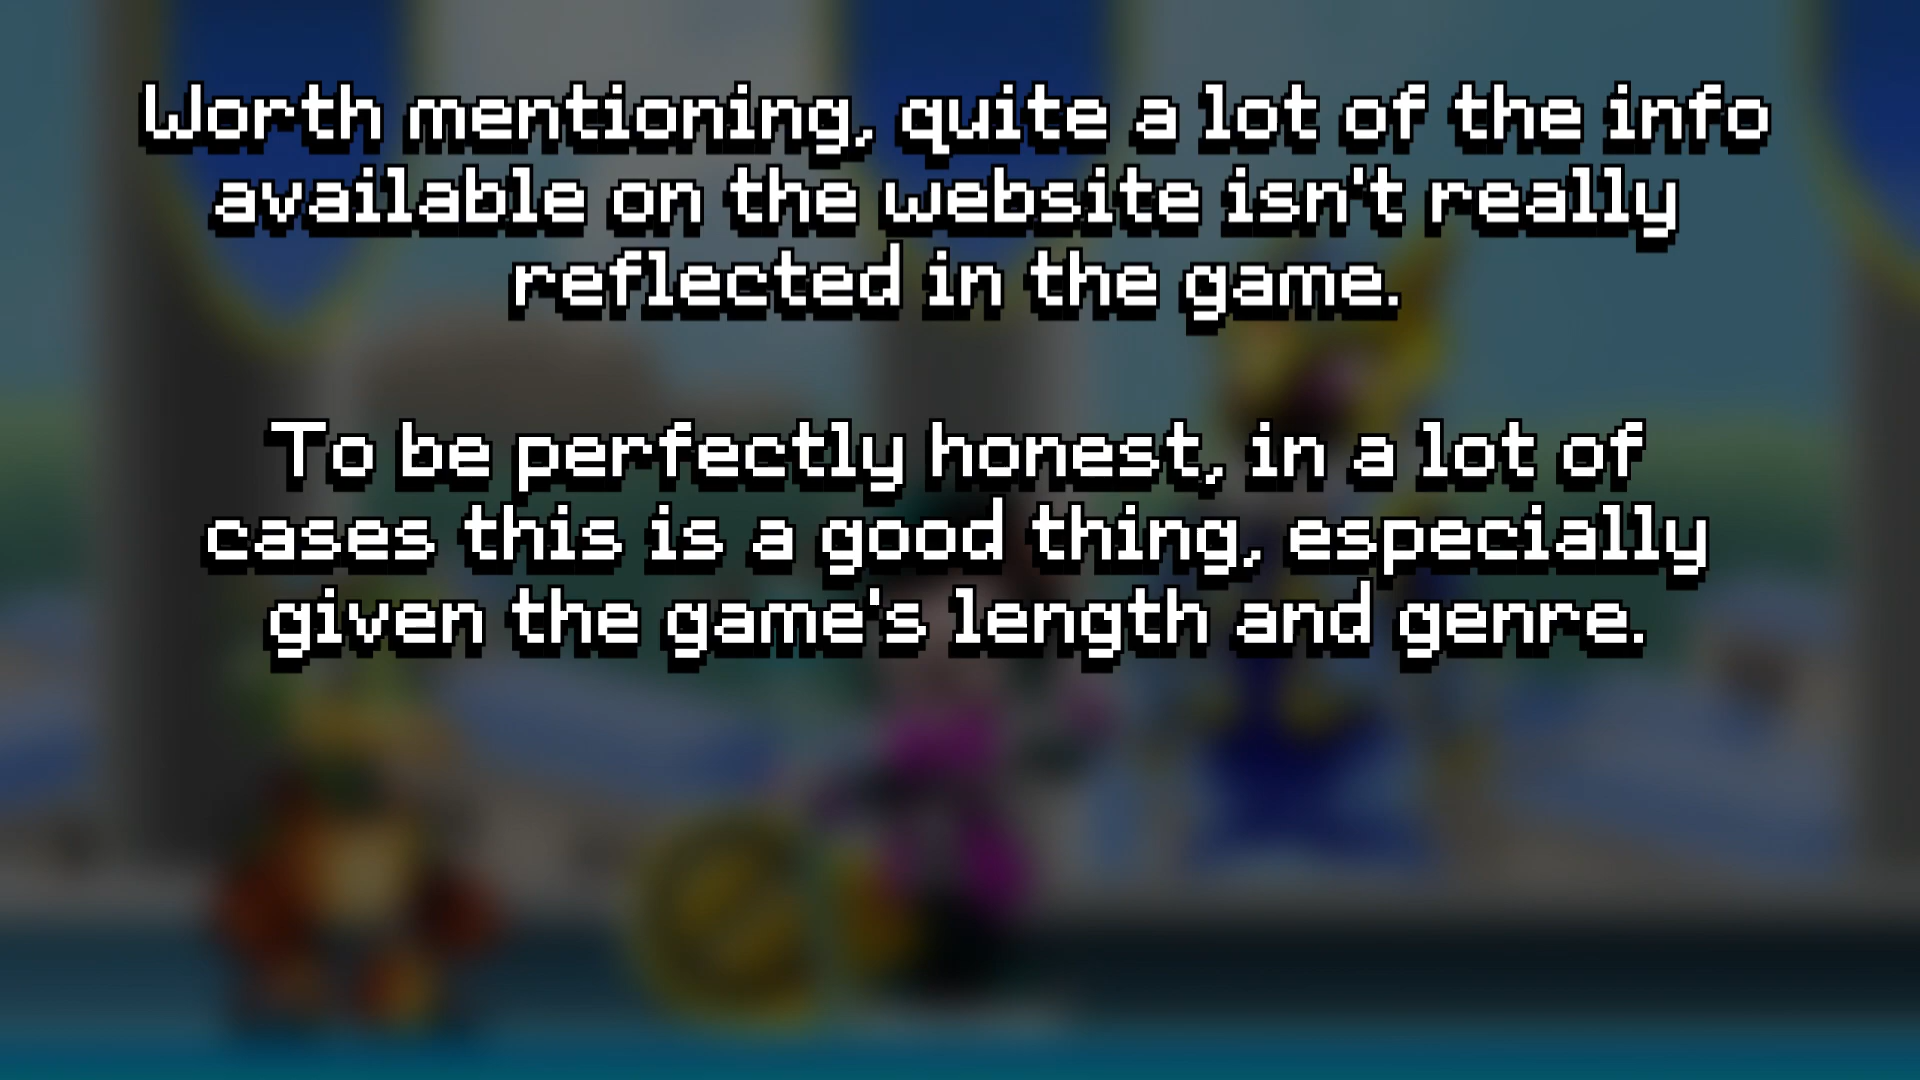 Worth mentioning, quite a lot of the info
available on the website isn't really
reflected in the game.
To be perfectly honest, in a lot of
cases this is a good thing, especially
given the game's length and genre.